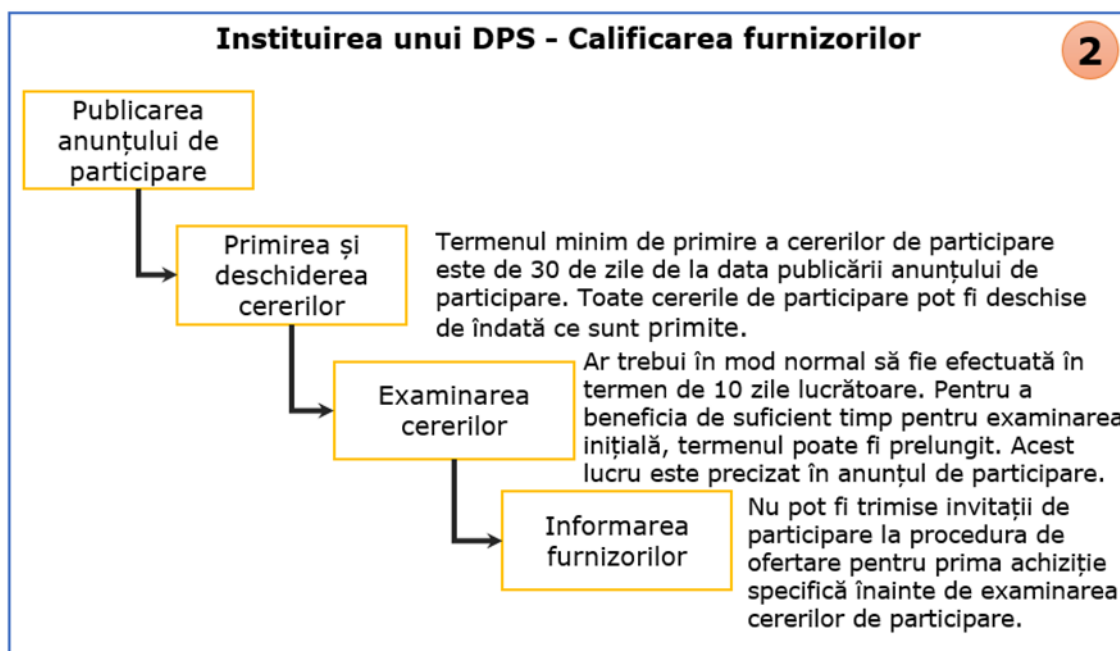 Instituirea unui DPS - Calificarea furnizorilor
2
Publicarea
anunțului de
participare
Primirea și
deschiderea
cererilor
Termenul minim de primire a cererilor de participare
este de 30 de zile de la data publicării anunțului de
participare. Toate cererile de participare pot fi deschise
de îndată ce sunt primite.
Examinarea
cererilor
Ar trebui în mod normal să fie efectuată în
termen de 10 zile lucrătoare. Pentru a
beneficia de suficient timp pentru examinarea
inițială, termenul poate fi prelungit. Acest
lucru este precizat în anunțul de participare.
Informarea
furnizorilor
Nu pot fi trimise invitații de
participare la procedura de
ofertare pentru prima achiziție
specifică înainte de examinarea
cererilor de participare.